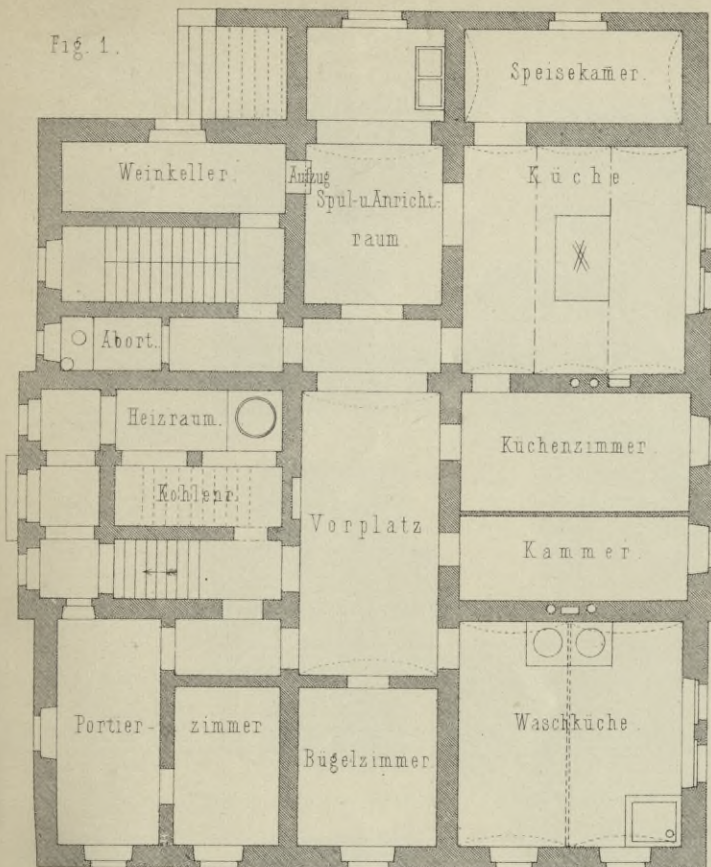 Fig. 1.
Speisekamer.
Weinkeller.
Aufzug
Küche.
Spül-u.Anricht-
raum
Abort.
Heizraum.
Küchenzimmer
Kohlenr.
Vorplatz
Kammer.
Portier-
zimmer
Bügelzimmer.
Waschküche.